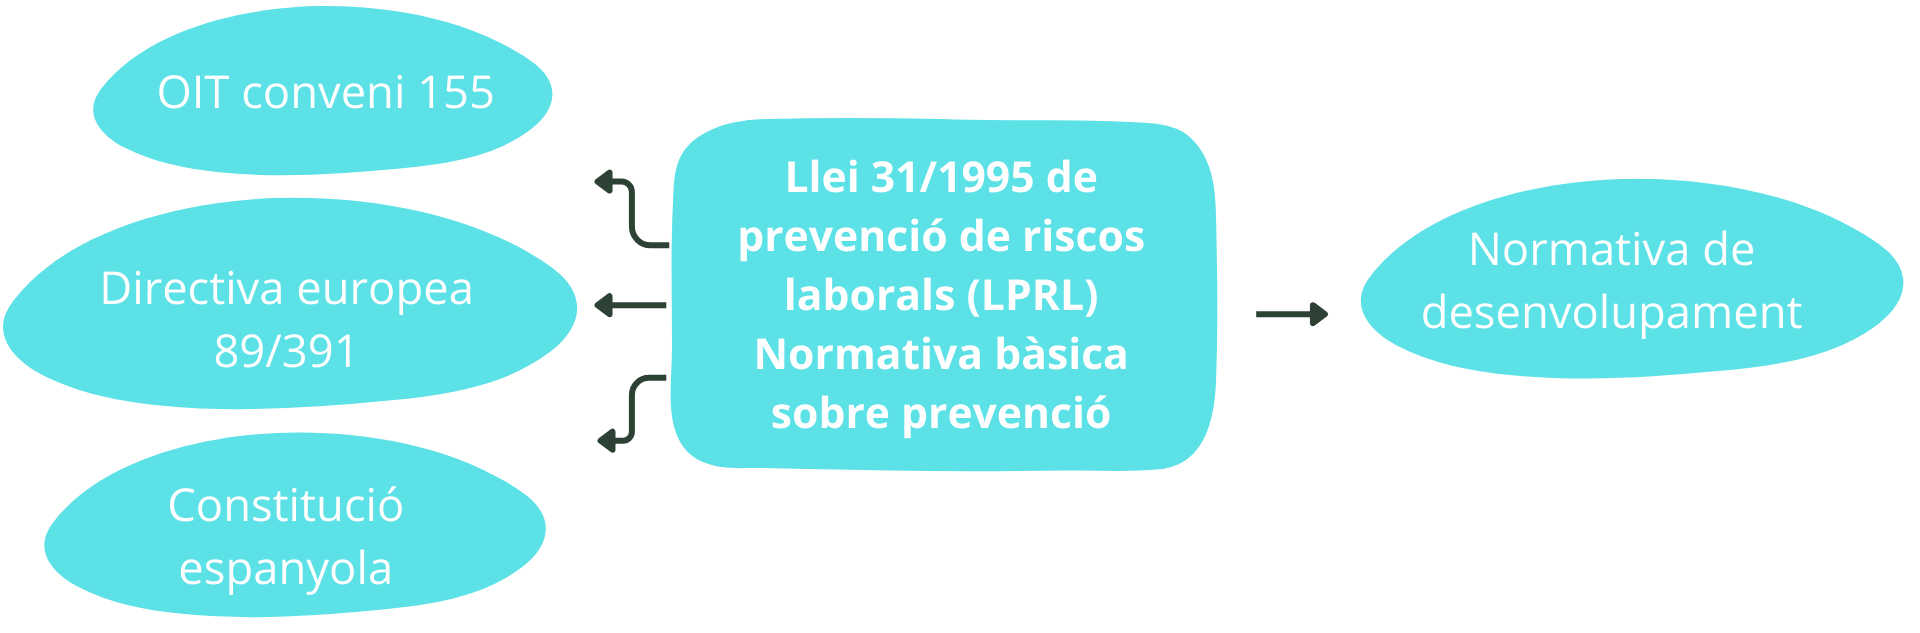 OIT conveni 155
Directiva europea
89/391
Constitució
espanyola
Llei 31/1995 de
prevenció de riscos
laborals (LPRL)
Normativa bàsica
sobre prevenció
Normativa de
desenvolupament